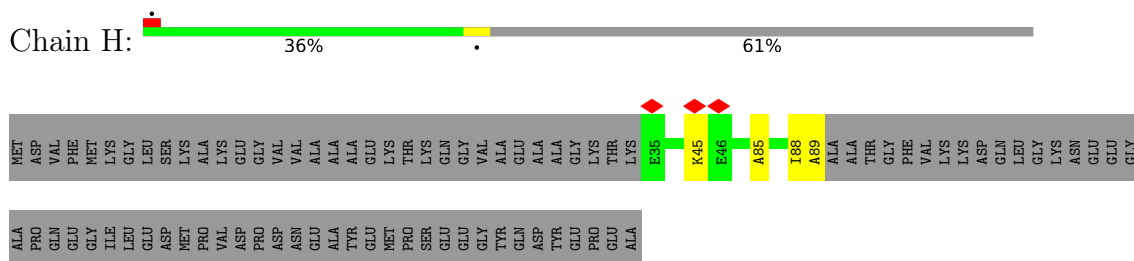 Chain H:
36%
61%
MET ASP VAL PHE MET LYS GLY LEU SER LYS ALA LYS GLU GLY VAL VAL ALA ALA ALA GLU LYS THR LYS GLN GLY VAL ALA GLU ALA ALA GLY LYS THR LYS E35 K45 E46 A85 I88 A89 ALA ALA THR GLY PHE VAL LYS LYS ASP GLN LEU GLY LYS ASN GLU GLU GLY
ALA PRO GLN GLU GLY ILE LEU GLU ASP MET PRO VAL ASP PRO ASP ASN GLU ALA TYR GLU MET PRO SER GLU GLU GLY TYR GLN ASP TYR GLU PRO GLU ALA